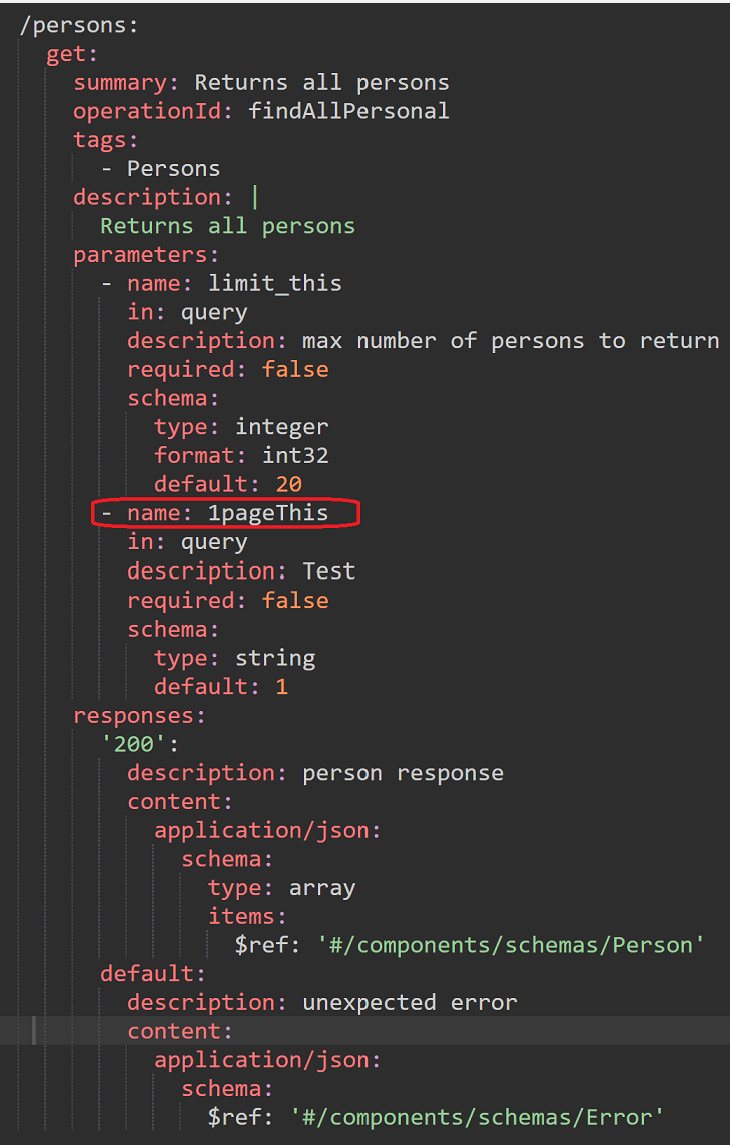 /persons:
get:
summary: Returns all persons
operationId: findAllPersonal
tags:
- Persons
description: |
Returns all persons
parameters:
- name: limit_this
in: query
description: max number of persons to return
required: false
schema:
type: integer
format: int32
default: 20
- name: 1pageThis
in: query
description: Test
required: false
schema:
type: string
default: 1
responses:
'200':
description: person response
content:
application/json:
schema:
type: array
items:
$ref: '#/components/schemas/Person'
default:
description: unexpected error
content:
application/json:
schema:
$ref: '#/components/schemas/Error'